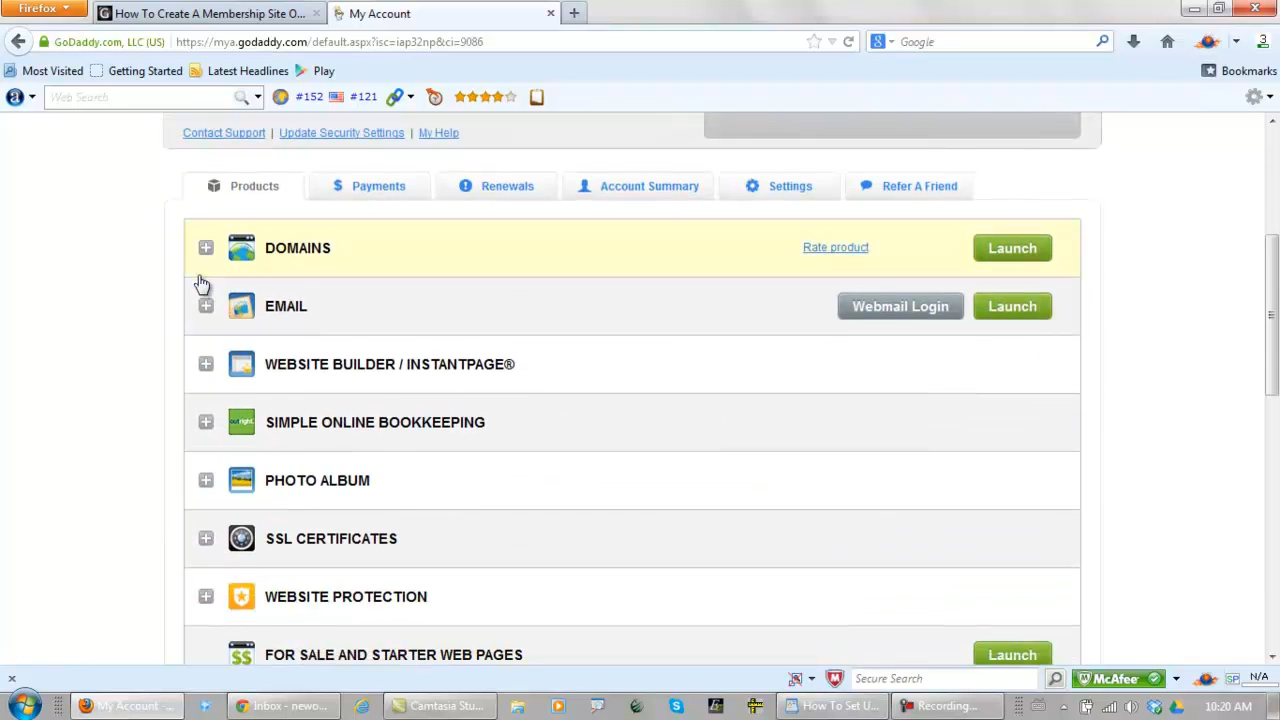 Firefox
How To Create A Membership Site O...
My Account
GoDaddy.com, LLC (US)
https://mya.godaddy.com/default.aspx?isc=iap32np&ci=9086
Google
3
Most Visited
Getting Started
Latest Headlines
Play
Bookmarks
Web Search
#152
#121
Contact Support | Update Security Settings | My Help
Products
Payments
Renewals
Account Summary
Settings
Refer A Friend
DOMAINS
Rate product
Launch
EMAIL
Webmail Login
Launch
WEBSITE BUILDER / INSTANTPAGE®
outright
SIMPLE ONLINE BOOKKEEPING
PHOTO ALBUM
SSL CERTIFICATES
WEBSITE PROTECTION
$$
FOR SALE AND STARTER WEB PAGES
Launch
Secure Search
McAfee
SP
N/A
My Account - ...
Inbox - newo...
Camtasia Stu...
How To Set U...
Recording...
10:20 AM